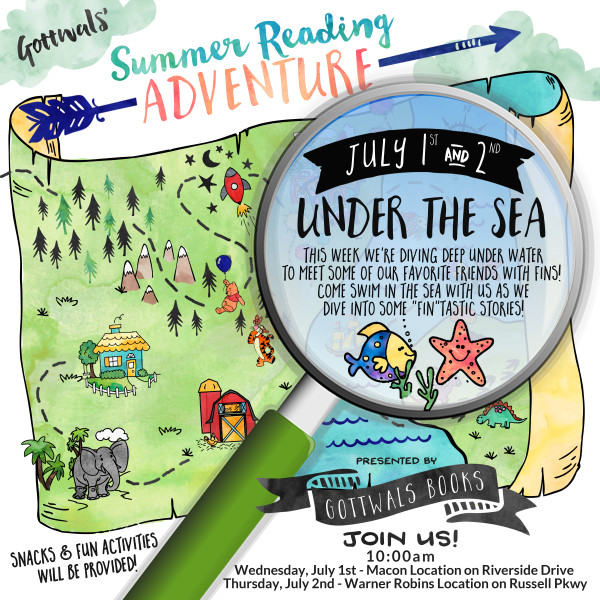 Gottwals'
Summer Reading
ADVENTURE
JULY 1ST AND 2ND
UNDER THE SEA
THIS WEEK WE'RE DIVING DEEP UNDER WATER
TO MEET SOME OF OUR FAVORITE FRIENDS WITH FINS!
COME SWIM IN THE SEA WITH US AS WE
DIVE INTO SOME "FIN"TASTIC STORIES!
PRESENTED BY
GOTTWALS BOOKS
SNACKS & FUN ACTIVITIES
WILL BE PROVIDED!
JOIN US!
10:00am
Wednesday, July 1st - Macon Location on Riverside Drive
Thursday, July 2nd - Warner Robins Location on Russell Pkwy